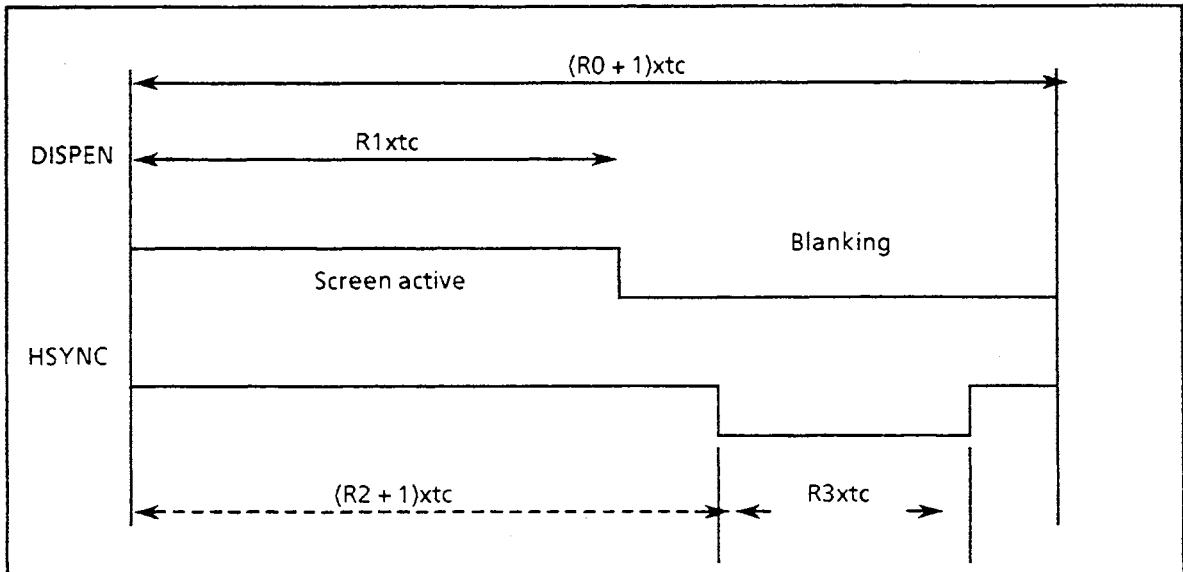 (R0 + 1)xtc
R1xtc
DISPEN
Blanking
Screen active
HSYNC
(R2 + 1)xtc
R3xtc